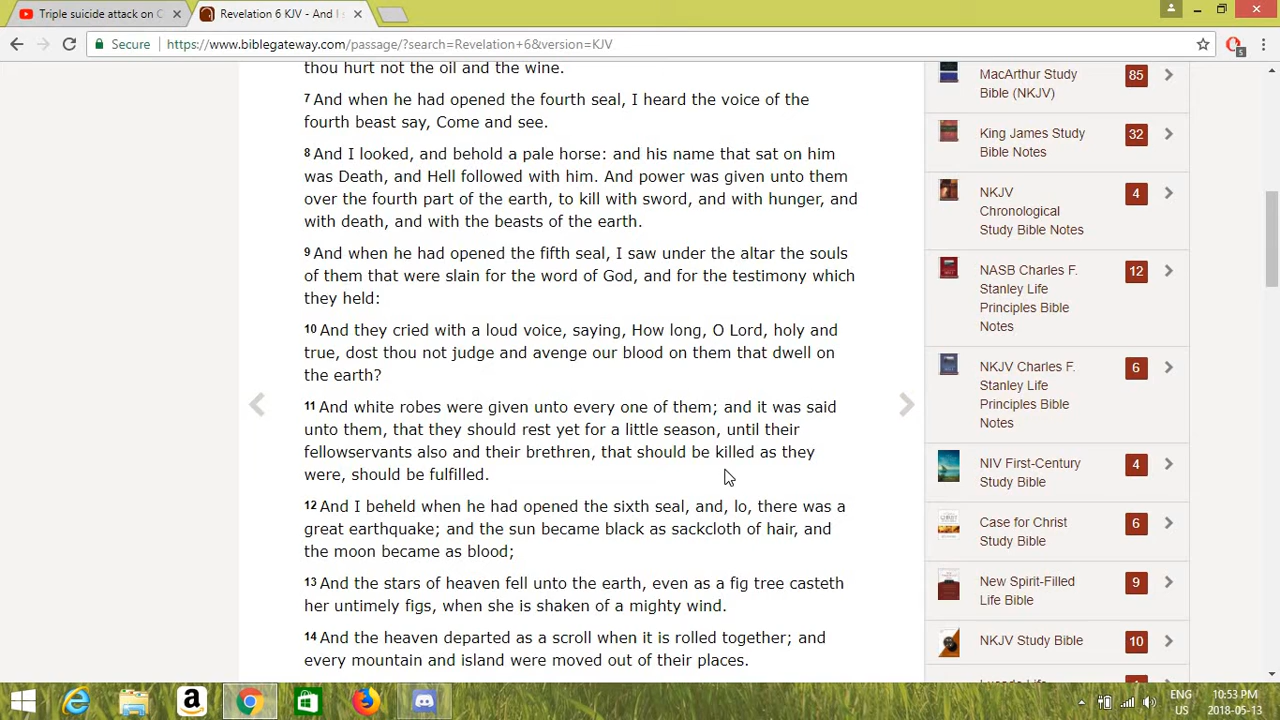 Triple suicide attack on C
Revelation 6 KJV - And I s
Secure
https://www.biblegateway.com/passage/?search=Revelation+6&version=KJV
5
thou hurt not the oil and the wine.
7 And when he had opened the fourth seal, I heard the voice of the
fourth beast say, Come and see.
8 And I looked, and behold a pale horse: and his name that sat on him
was Death, and Hell followed with him. And power was given unto them
over the fourth part of the earth, to kill with sword, and with hunger, and
with death, and with the beasts of the earth.
9 And when he had opened the fifth seal, I saw under the altar the souls
of them that were slain for the word of God, and for the testimony which
they held:
10 And they cried with a loud voice, saying, How long, O Lord, holy and
true, dost thou not judge and avenge our blood on them that dwell on
the earth?
11 And white robes were given unto every one of them; and it was said
unto them, that they should rest yet for a little season, until their
fellowservants also and their brethren, that should be killed as they
were, should be fulfilled.
12 And I beheld when he had opened the sixth seal, and, lo, there was a
great earthquake; and the sun became black as sackcloth of hair, and
the moon became as blood;
13 And the stars of heaven fell unto the earth, even as a fig tree casteth
her untimely figs, when she is shaken of a mighty wind.
14 And the heaven departed as a scroll when it is rolled together; and
every mountain and island were moved out of their places.
MacArthur Study
Bible (NKJV)
85
King James Study
Bible Notes
32
NKJV
Chronological
Study Bible Notes
4
NASB Charles F.
Stanley Life
Principles Bible
Notes
12
NKJV Charles F.
Stanley Life
Principles Bible
Notes
6
NIV First-Century
Study Bible
4
Case for Christ
Study Bible
6
New Spirit-Filled
Life Bible
9
NKJV Study Bible
10
ENG
US
10:53 PM
2018-05-13